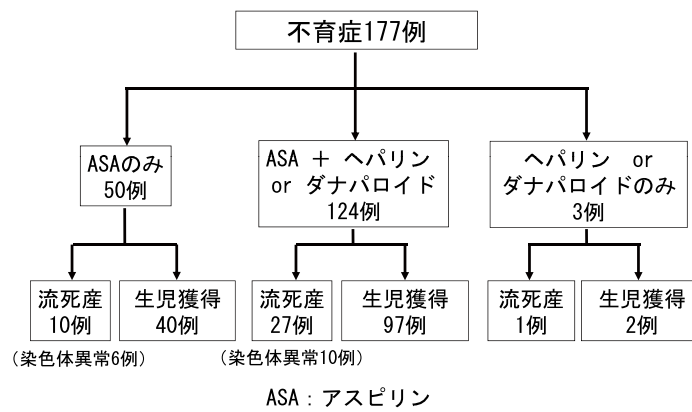 不育症177例
ASAのみ
50例
ASA + ヘパリン
or ダナパロイド
124例
ヘパリン or
ダナパロイドのみ
3例
流死産
10例
生児獲得
40例
流死産
27例
生児獲得
97例
流死産
1例
生児獲得
2例
(染色体異常6例)
(染色体異常10例)
ASA：アスピリン